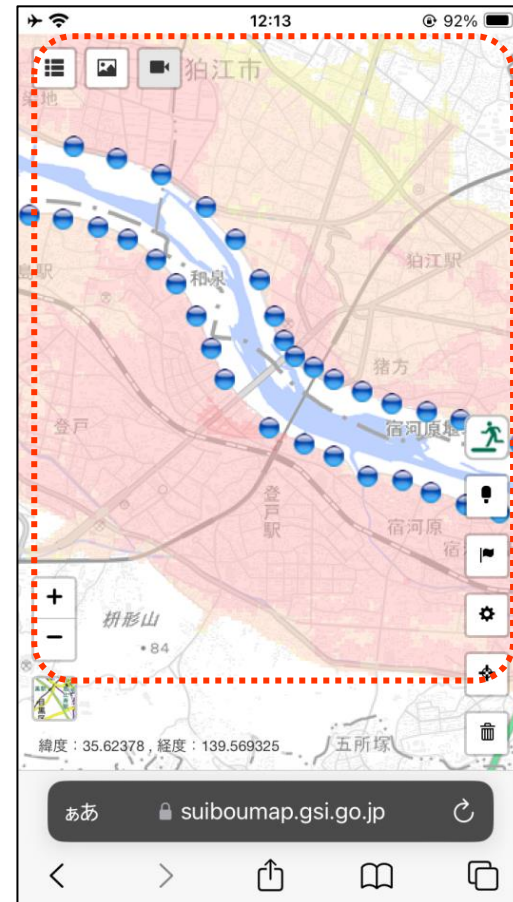 12:13
92%
狛江市
狛江駅
和泉
猪方
登戸
宿河原堰
登戸駅
宿河原
+
−
枡形山
•84
緯度：35.62378，経度：139.569325
五所塚
ぁあ
suiboumap.gsi.go.jp